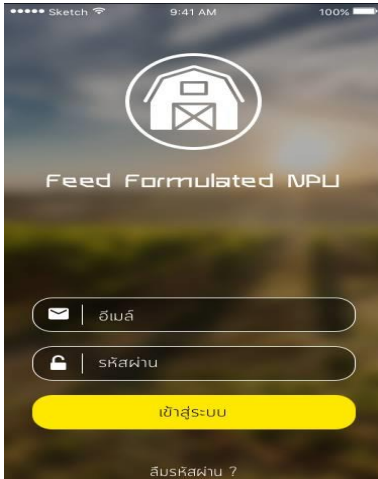 Sketch 9:41 AM 100%
Feed Formulated NPU
อีเมล์
รหัสผ่าน
เข้าสู่ระบบ
ลืมรหัสผ่าน ?